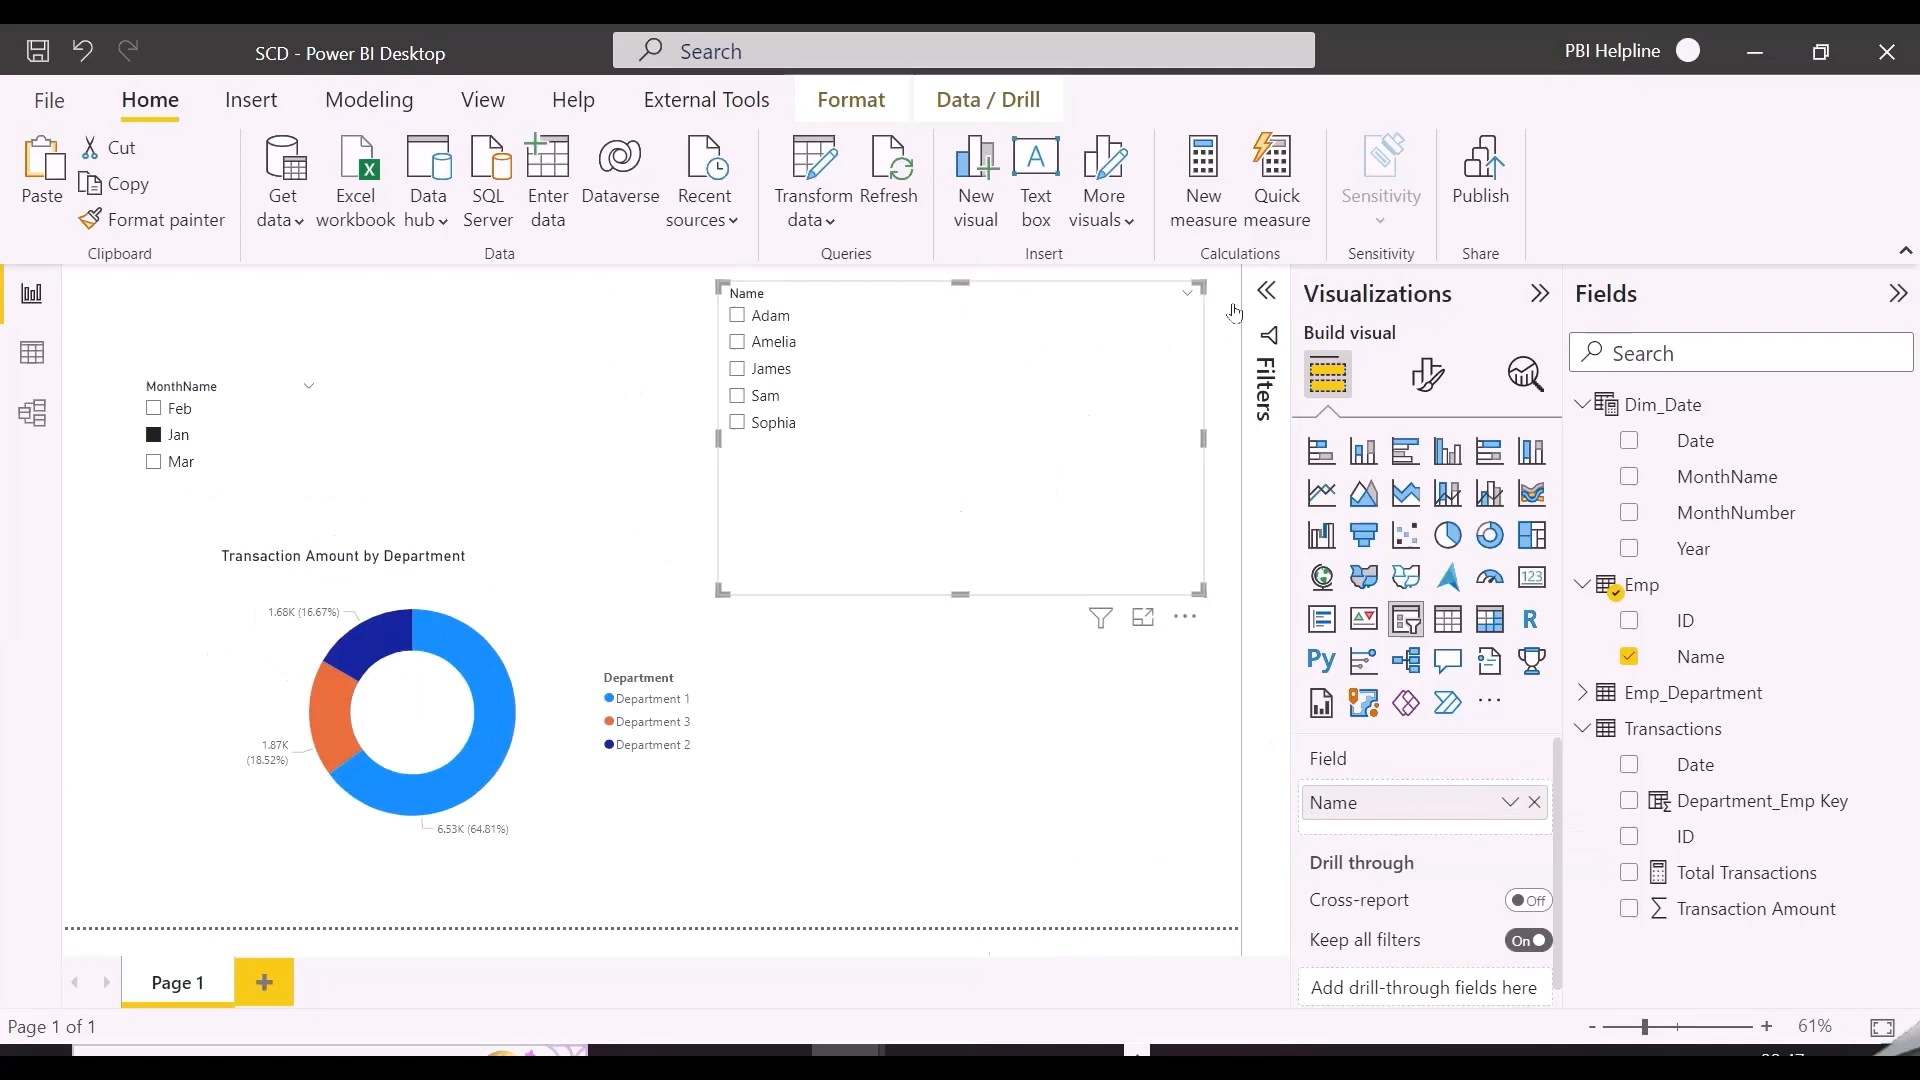 SCD - Power BI Desktop
Search
PBI Helpline
File
Home
Insert
Modeling
View
Help
External Tools
Format
Data / Drill
Paste
Cut
Copy
Format painter
Clipboard
Get
data
Excel
workbook
Data
hub
SQL
Server
Enter
data
Dataverse
Recent
sources
Data
Transform
data
Refresh
Queries
New
visual
Text
box
More
visuals
Insert
New
measure
Quick
measure
Calculations
Sensitivity
Sensitivity
Publish
Share
MonthName
Feb
Jan
Mar
Name
Adam
Amelia
James
Sam
Sophia
Transaction Amount by Department
1.68K (16.67%)
1.87K
(18.52%)
6.53K (64.81%)
Department
Department 1
Department 3
Department 2
Filters
Visualizations
Build visual
123
R
Py
Field
Name
Drill through
Cross-report
Off
Keep all filters
On
Add drill-through fields here
Fields
Search
Dim_Date
Date
MonthName
MonthNumber
Year
Emp
ID
Name
Emp_Department
Transactions
Date
Department_Emp Key
ID
Total Transactions
Transaction Amount
Page 1
Page 1 of 1
61%